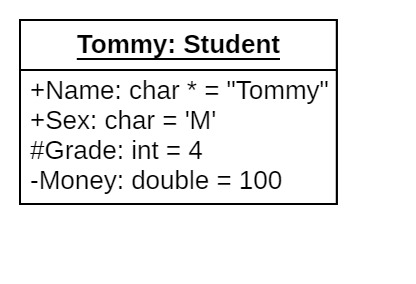 Tommy: Student
+Name: char * = "Tommy"
+Sex: char = 'M'
#Grade: int = 4
-Money: double = 100